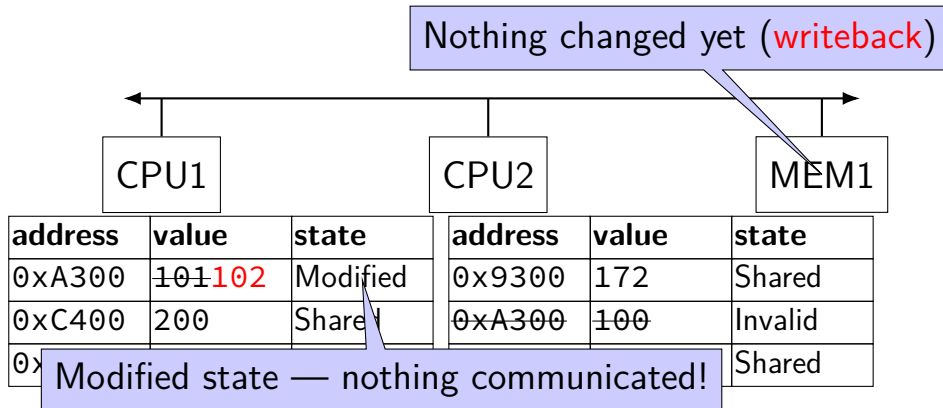 Nothing changed yet (writeback)
CPU1 CPU2 MEM1
address value state address value state
0xA300 101102 Modified 0x9300 172 Shared
0xC400 200 Shared 0xA300 100 Invalid
Shared
Modified state — nothing communicated!